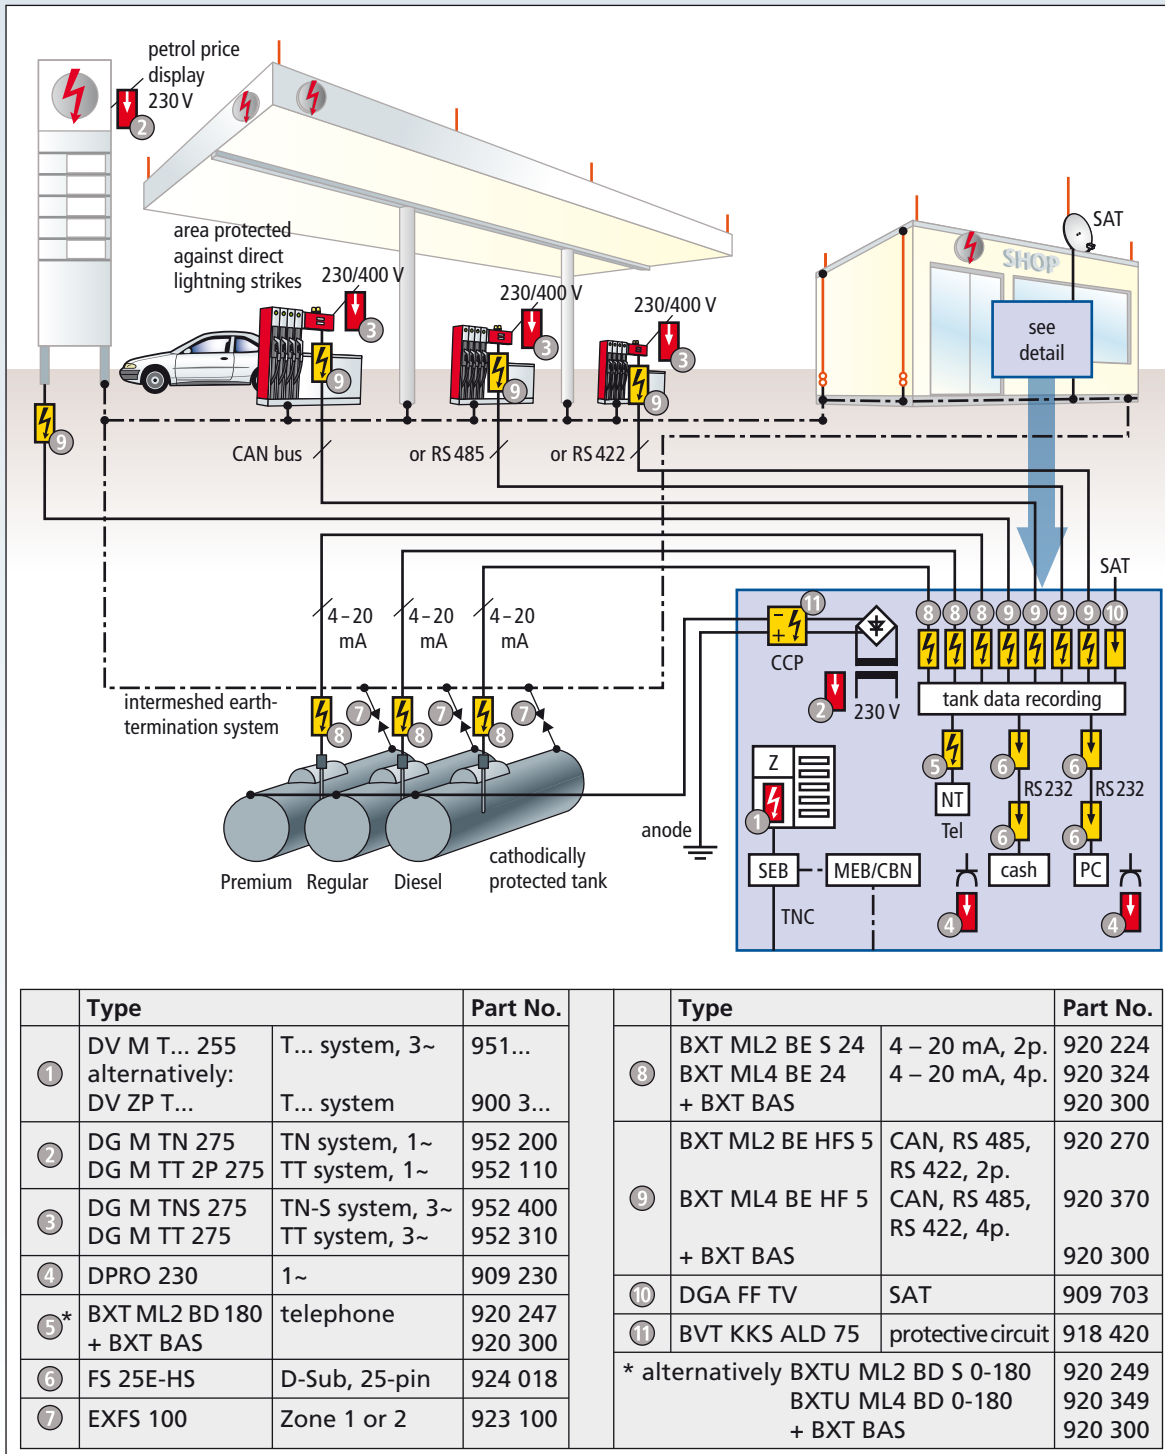 petrol price
display
230 V
2
area protected
against direct
lightning strikes
230/400 V
3
230/400 V
3
230/400 V
3
9
9
9
9
SAT
SHOP
see
detail
CAN bus
or RS 485
or RS 422
4 – 20
mA
4 – 20
mA
4 – 20
mA
SAT
11
8 8 8 9 9 9 9 10
– +
CCP
2
230 V
tank data recording
intermeshed earth-
termination system
7 7 7
8 8 8
5 6 6
RS 232 RS 232
NT
Tel
6 6
Z
1
anode
cathodically
protected tank
Premium Regular Diesel
SEB
MEB/CBN
cash
PC
TNC
4 4
Type Part No.
1 DV M T... 255 T... system, 3~ 951...
alternatively:
DV ZP T... T... system 900 3...
2 DG M TN 275 TN system, 1~ 952 200
DG M TT 2P 275 TT system, 1~ 952 110
3 DG M TNS 275 TN-S system, 3~ 952 400
DG M TT 275 TT system, 3~ 952 310
4 DPRO 230 1~ 909 230
5* BXT ML2 BD 180 telephone 920 247
+ BXT BAS 920 300
6 FS 25E-HS D-Sub, 25-pin 924 018
7 EXFS 100 Zone 1 or 2 923 100
Type Part No.
8 BXT ML2 BE S 24 4 – 20 mA, 2p. 920 224
BXT ML4 BE 24 4 – 20 mA, 4p. 920 324
+ BXT BAS 920 300
9 BXT ML2 BE HFS 5 CAN, RS 485, 920 270
RS 422, 2p.
BXT ML4 BE HF 5 CAN, RS 485, 920 370
RS 422, 4p.
+ BXT BAS 920 300
10 DGA FF TV SAT 909 703
11 BVT KKS ALD 75 protective circuit 918 420
* alternatively BXTU ML2 BD S 0-180 920 249
BXTU ML4 BD 0-180 920 349
+ BXT BAS 920 300